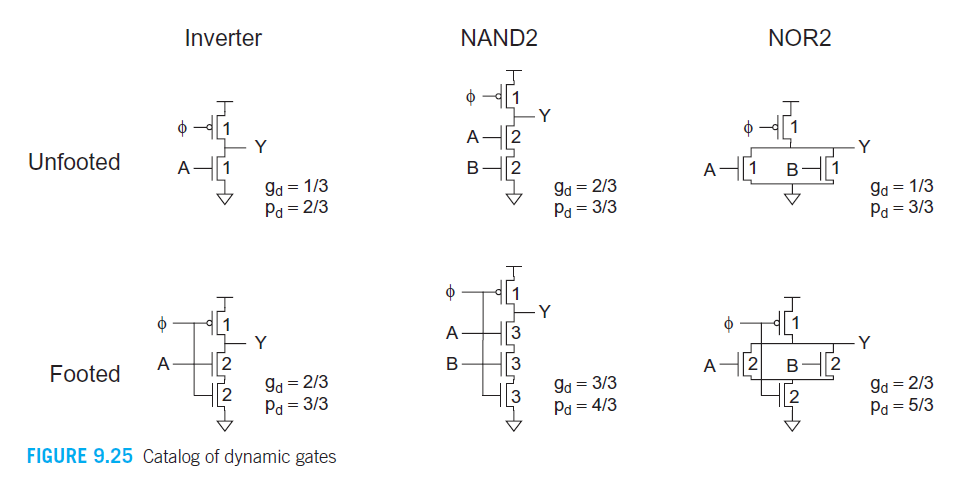 Inverter NAND2 NOR2
Unfooted
ϕ 1 Y
A 1
gd = 1/3
pd = 2/3
ϕ 1 Y
A 2
B 2
gd = 2/3
pd = 3/3
ϕ 1 Y
A 1 B 1
gd = 1/3
pd = 3/3
Footed
ϕ 1 Y
A 2
2
gd = 2/3
pd = 3/3
ϕ 1 Y
A 3
B 3
3
gd = 3/3
pd = 4/3
ϕ 1 Y
A 2 B 2
2
gd = 2/3
pd = 5/3
FIGURE 9.25 Catalog of dynamic gates